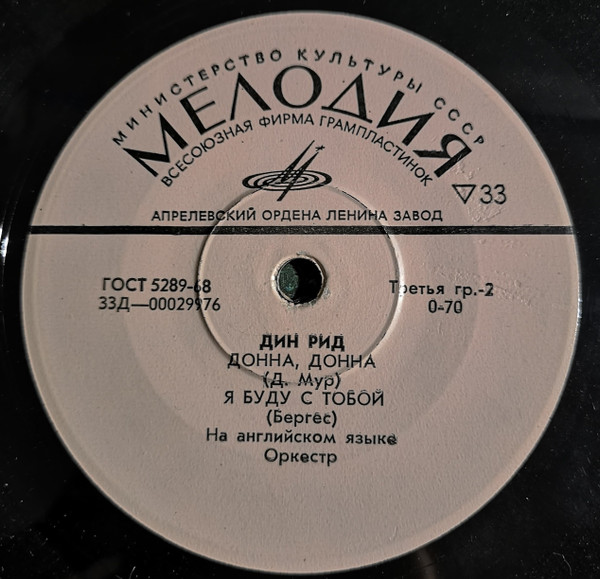 МИНИСТЕРСТВО КУЛЬТУРЫ СССР
МЕЛОДИЯ
ВСЕСОЮЗНАЯ ФИРМА ГРАМПЛАСТИНОК
33
АПРЕЛЕВСКИЙ ОРДЕНА ЛЕНИНА ЗАВОД
ГОСТ 5289-68
33Д—00029976
Третья гр.-2
0-70
ДИН РИД
ДОННА, ДОННА
(Д. Мур)
Я БУДУ С ТОБОЙ
(Бергес)
На английском языке
Оркестр